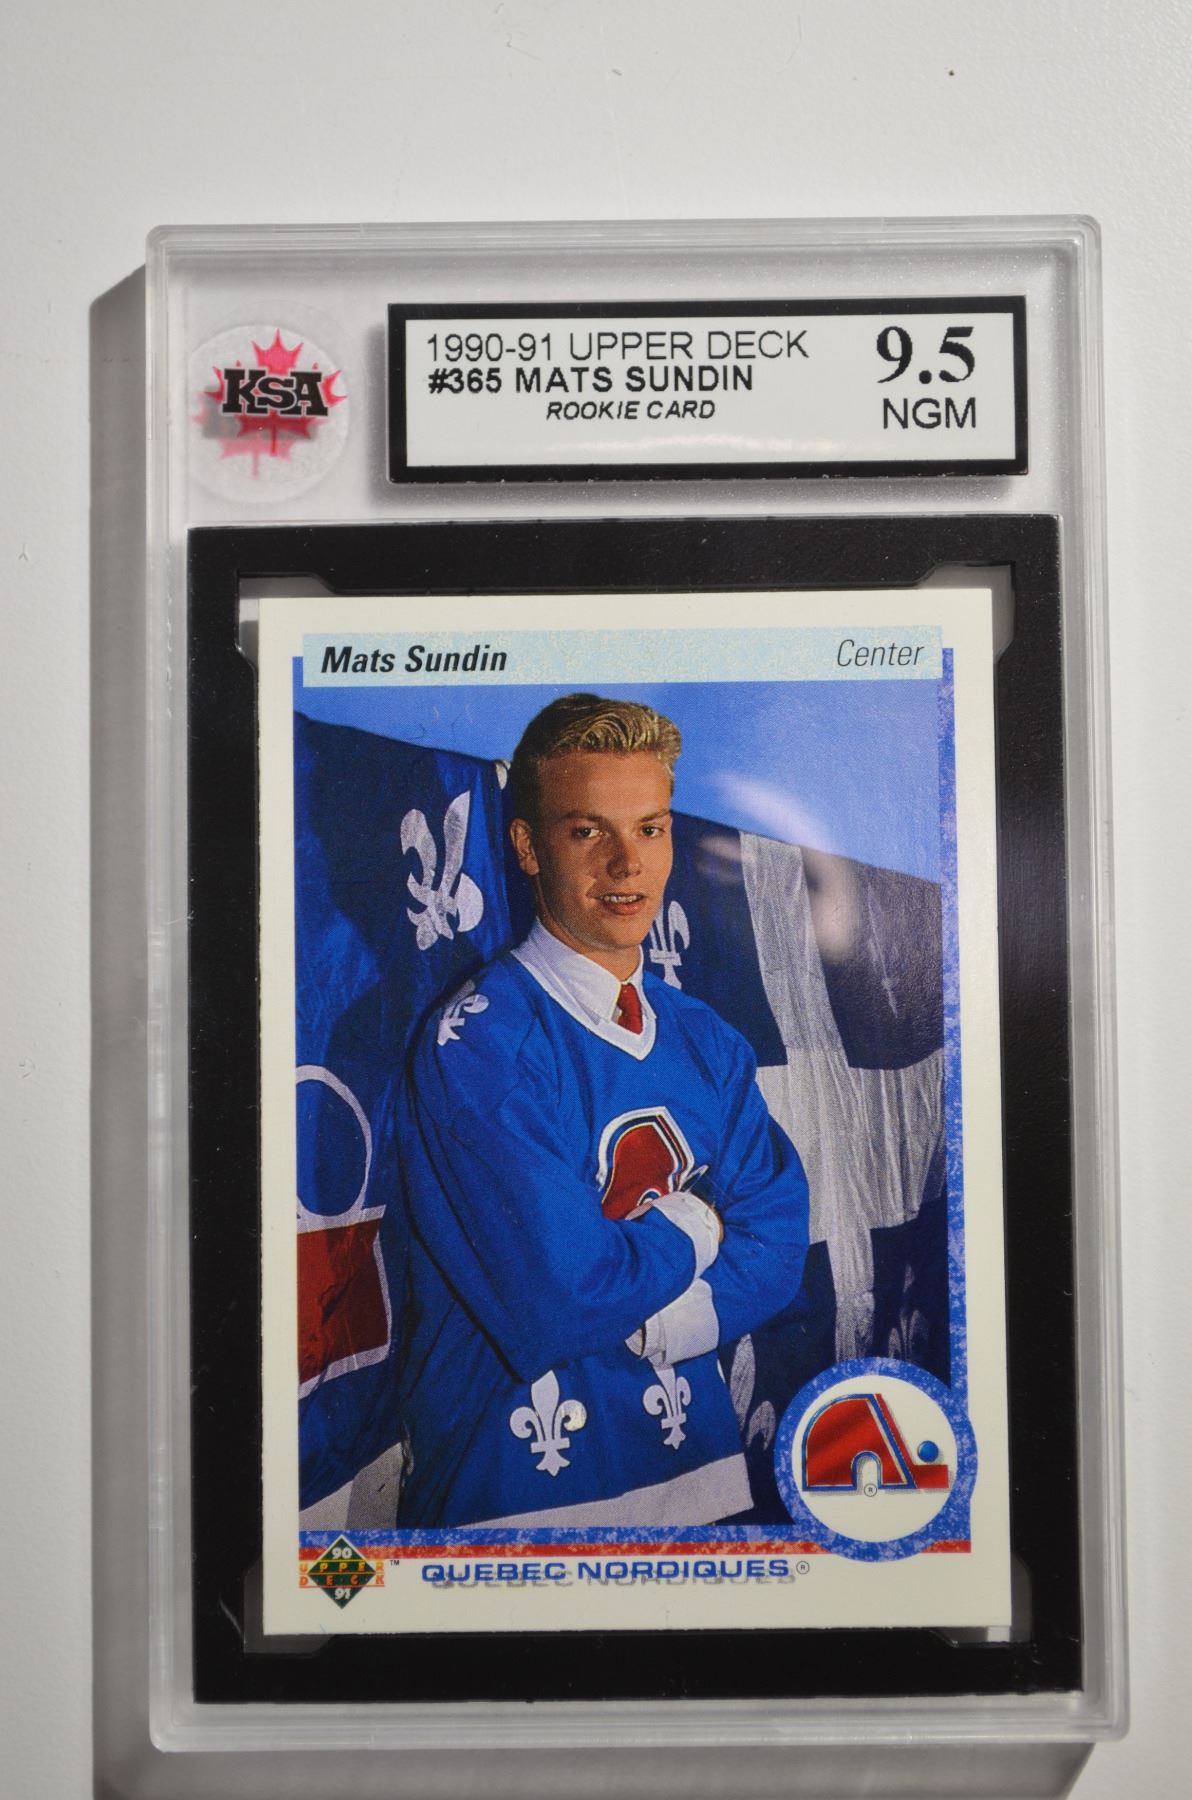 KSA
1990-91 UPPER DECK
#365 MATS SUNDIN
ROOKIE CARD
9.5
NGM
Mats Sundin
Center
90
UPPER
DECK
91
™
QUEBEC NORDIQUES ®
®